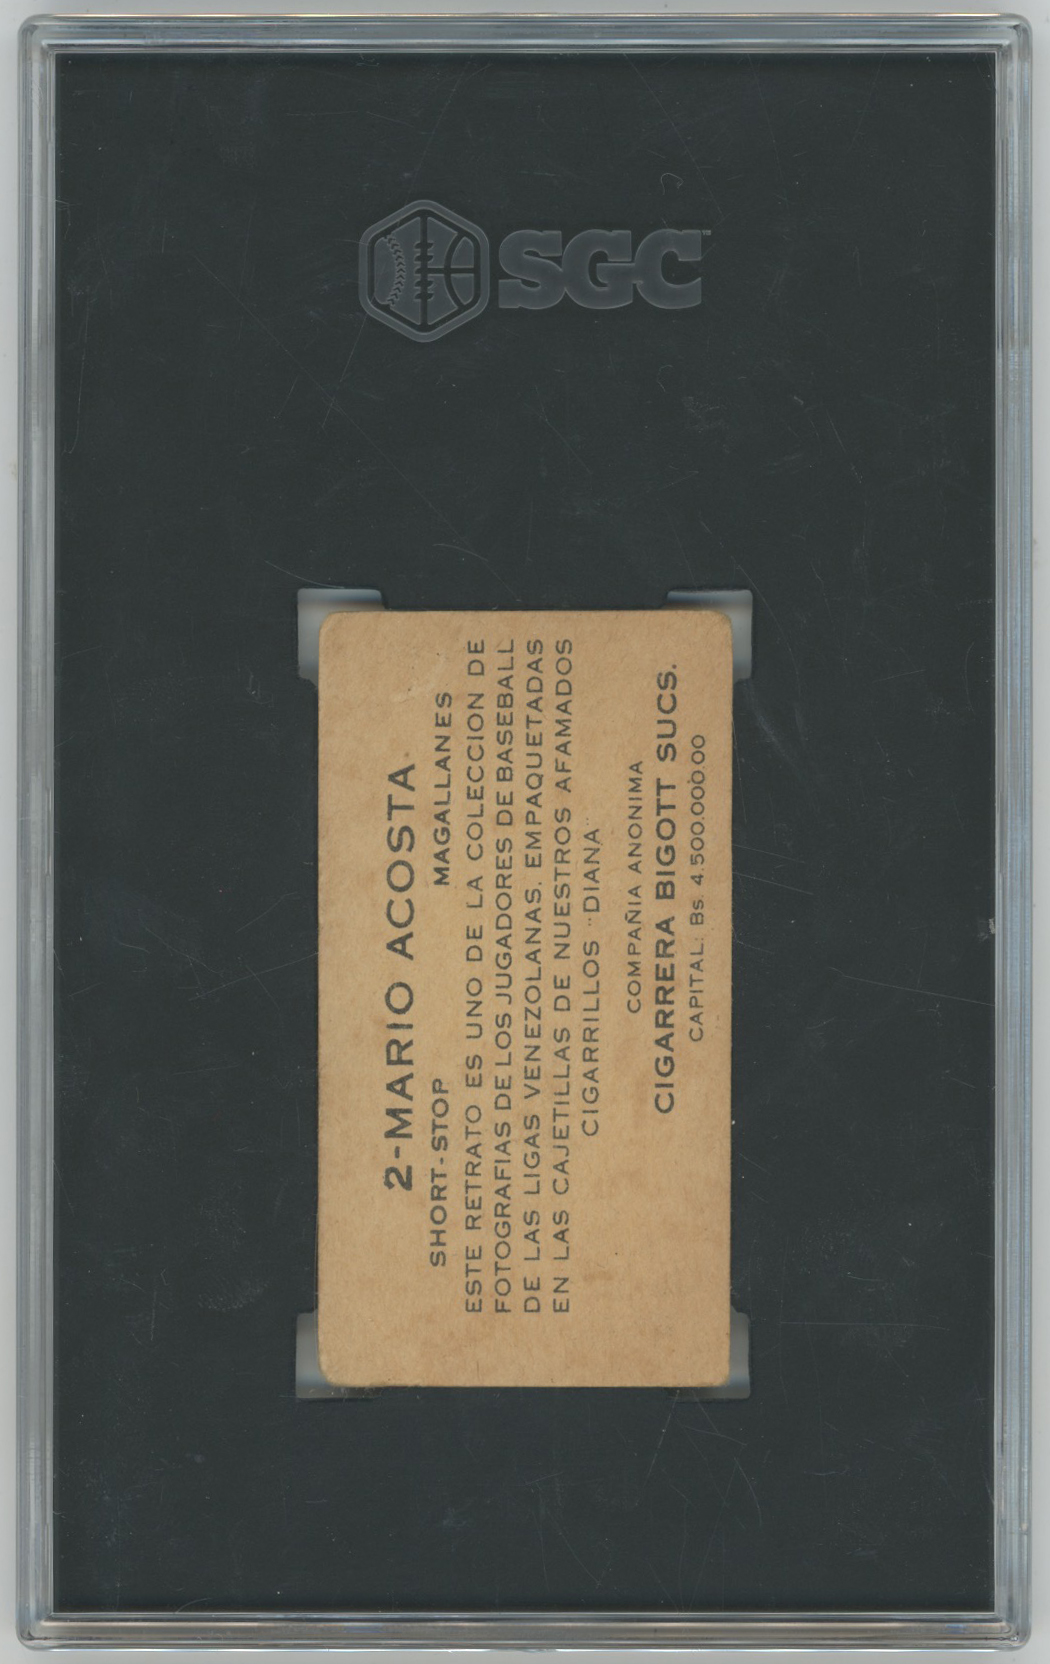 SGC™
2-MARIO ACOSTA
SHORT-STOP MAGALLANES
ESTE RETRATO ES UNO DE LA COLECCION DE
FOTOGRAFIAS DE LOS JUGADORES DE BASEBALL
DE LAS LIGAS VENEZOLANAS. EMPAQUETADAS
EN LAS CAJETILLAS DE NUESTROS AFAMADOS
CIGARRILLOS "DIANA"
COMPAÑIA ANONIMA
CIGARRERA BIGOTT SUCS.
CAPITAL: Bs. 4.500.000.00